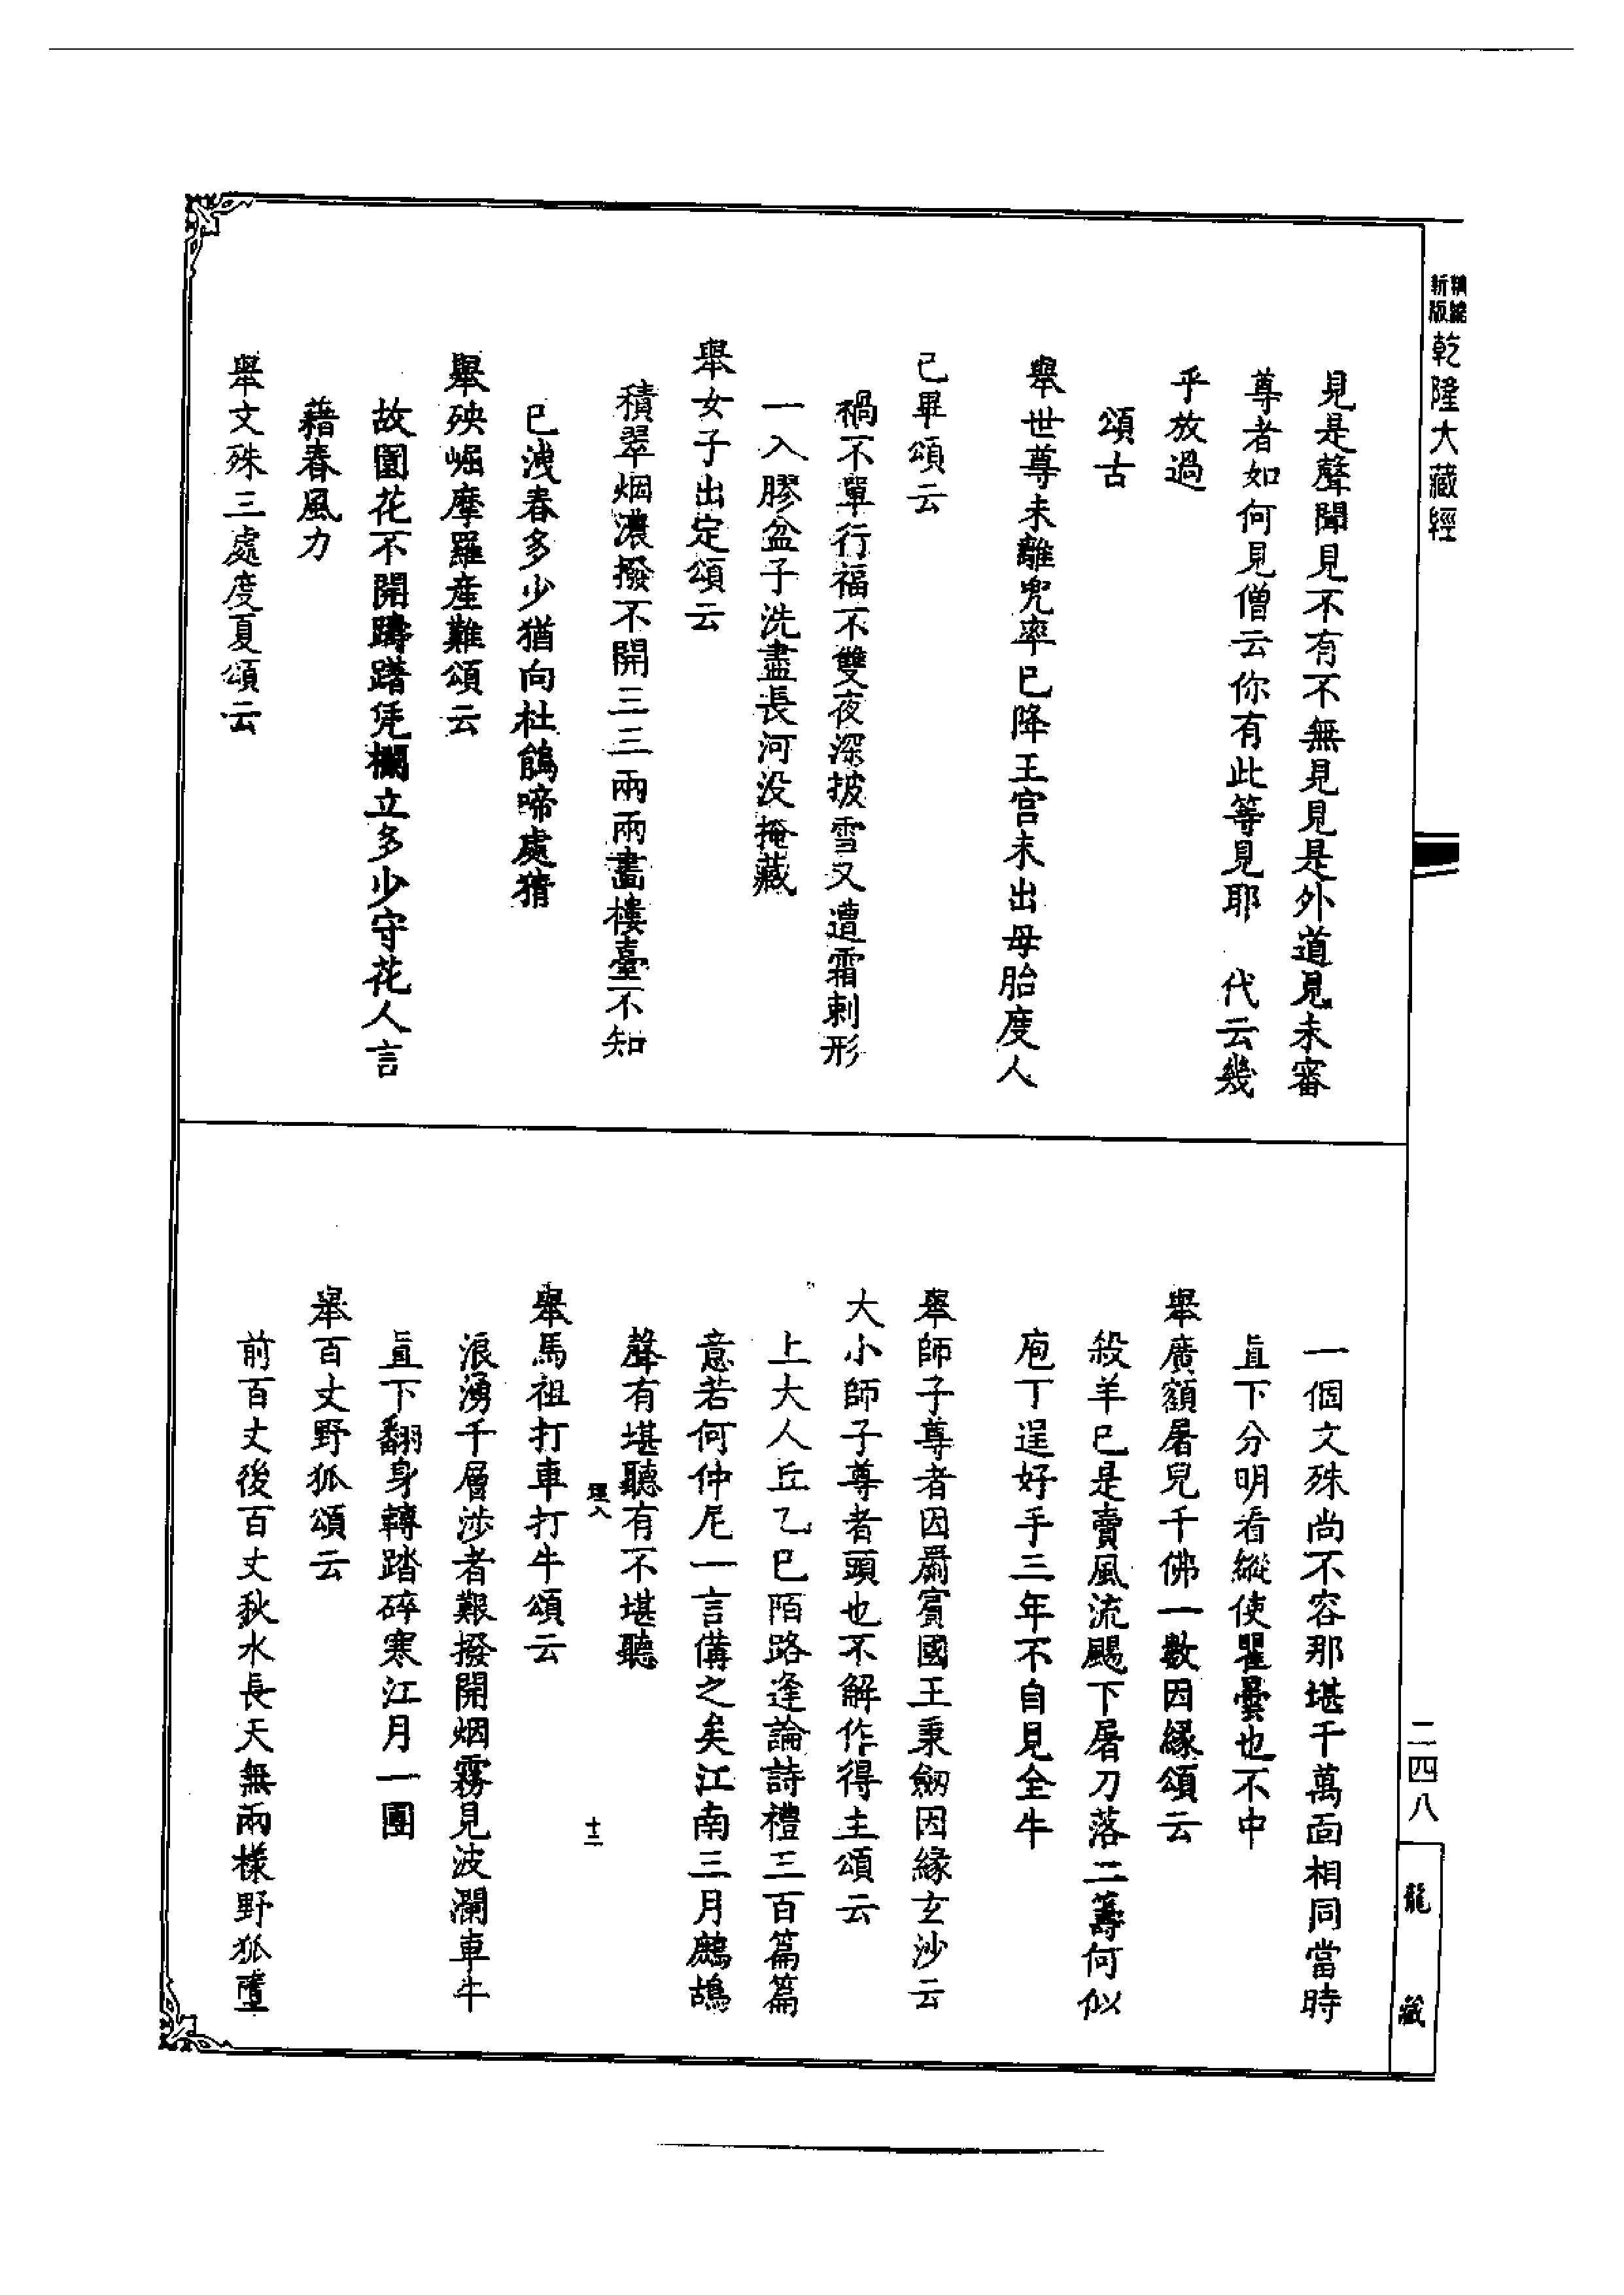 精縮
新版
乾隆大藏經
見是聲聞見不有不無見見是外道見未審
尊者如何見僧云你有此等見耶　代云幾
乎放過
頌古
舉世尊未離兜率已降王宫未出母胎度人
已畢頌云
禍不單行福不雙夜深披雪又遭霜剌形
一入膠盆子洗盡長河没掩藏
舉女子出定頌云
積翠烟濃撥不開三三兩兩畵樓臺不知
已洩春多少猶向杜鵑啼處猜
舉殃崛摩羅産難頌云
故園花不開躊躇凭欄立多少守花人言
藉春風力
舉文殊三處度夏頌云
一個文殊尚不容那堪千萬面相同當時
直下分明看縱使瞿曇也不中
舉廣額屠兒千佛一數因縁頌云
殺羊已是賣風流颺下屠刀落二籌何似
庖丁逞好手三年不自見全牛
舉師子尊者因罽賓國王秉劒因縁玄沙云
大小師子尊者頭也不解作得主頌云
上大人丘乙巳陌路逢論詩禮三百篇篇
意若何仲尼一言備之矣江南三月鷓鴣
聲有堪聽有不堪聽
十二
舉馬祖打車打牛頌云
浪湧千層涉者艱撥開烟霧見波瀾車牛
直下翻身轉踏碎寒江月一團
舉百丈野狐頌云
前百丈後百丈秋水長天無兩樣野狐墮
二四八
龍藏